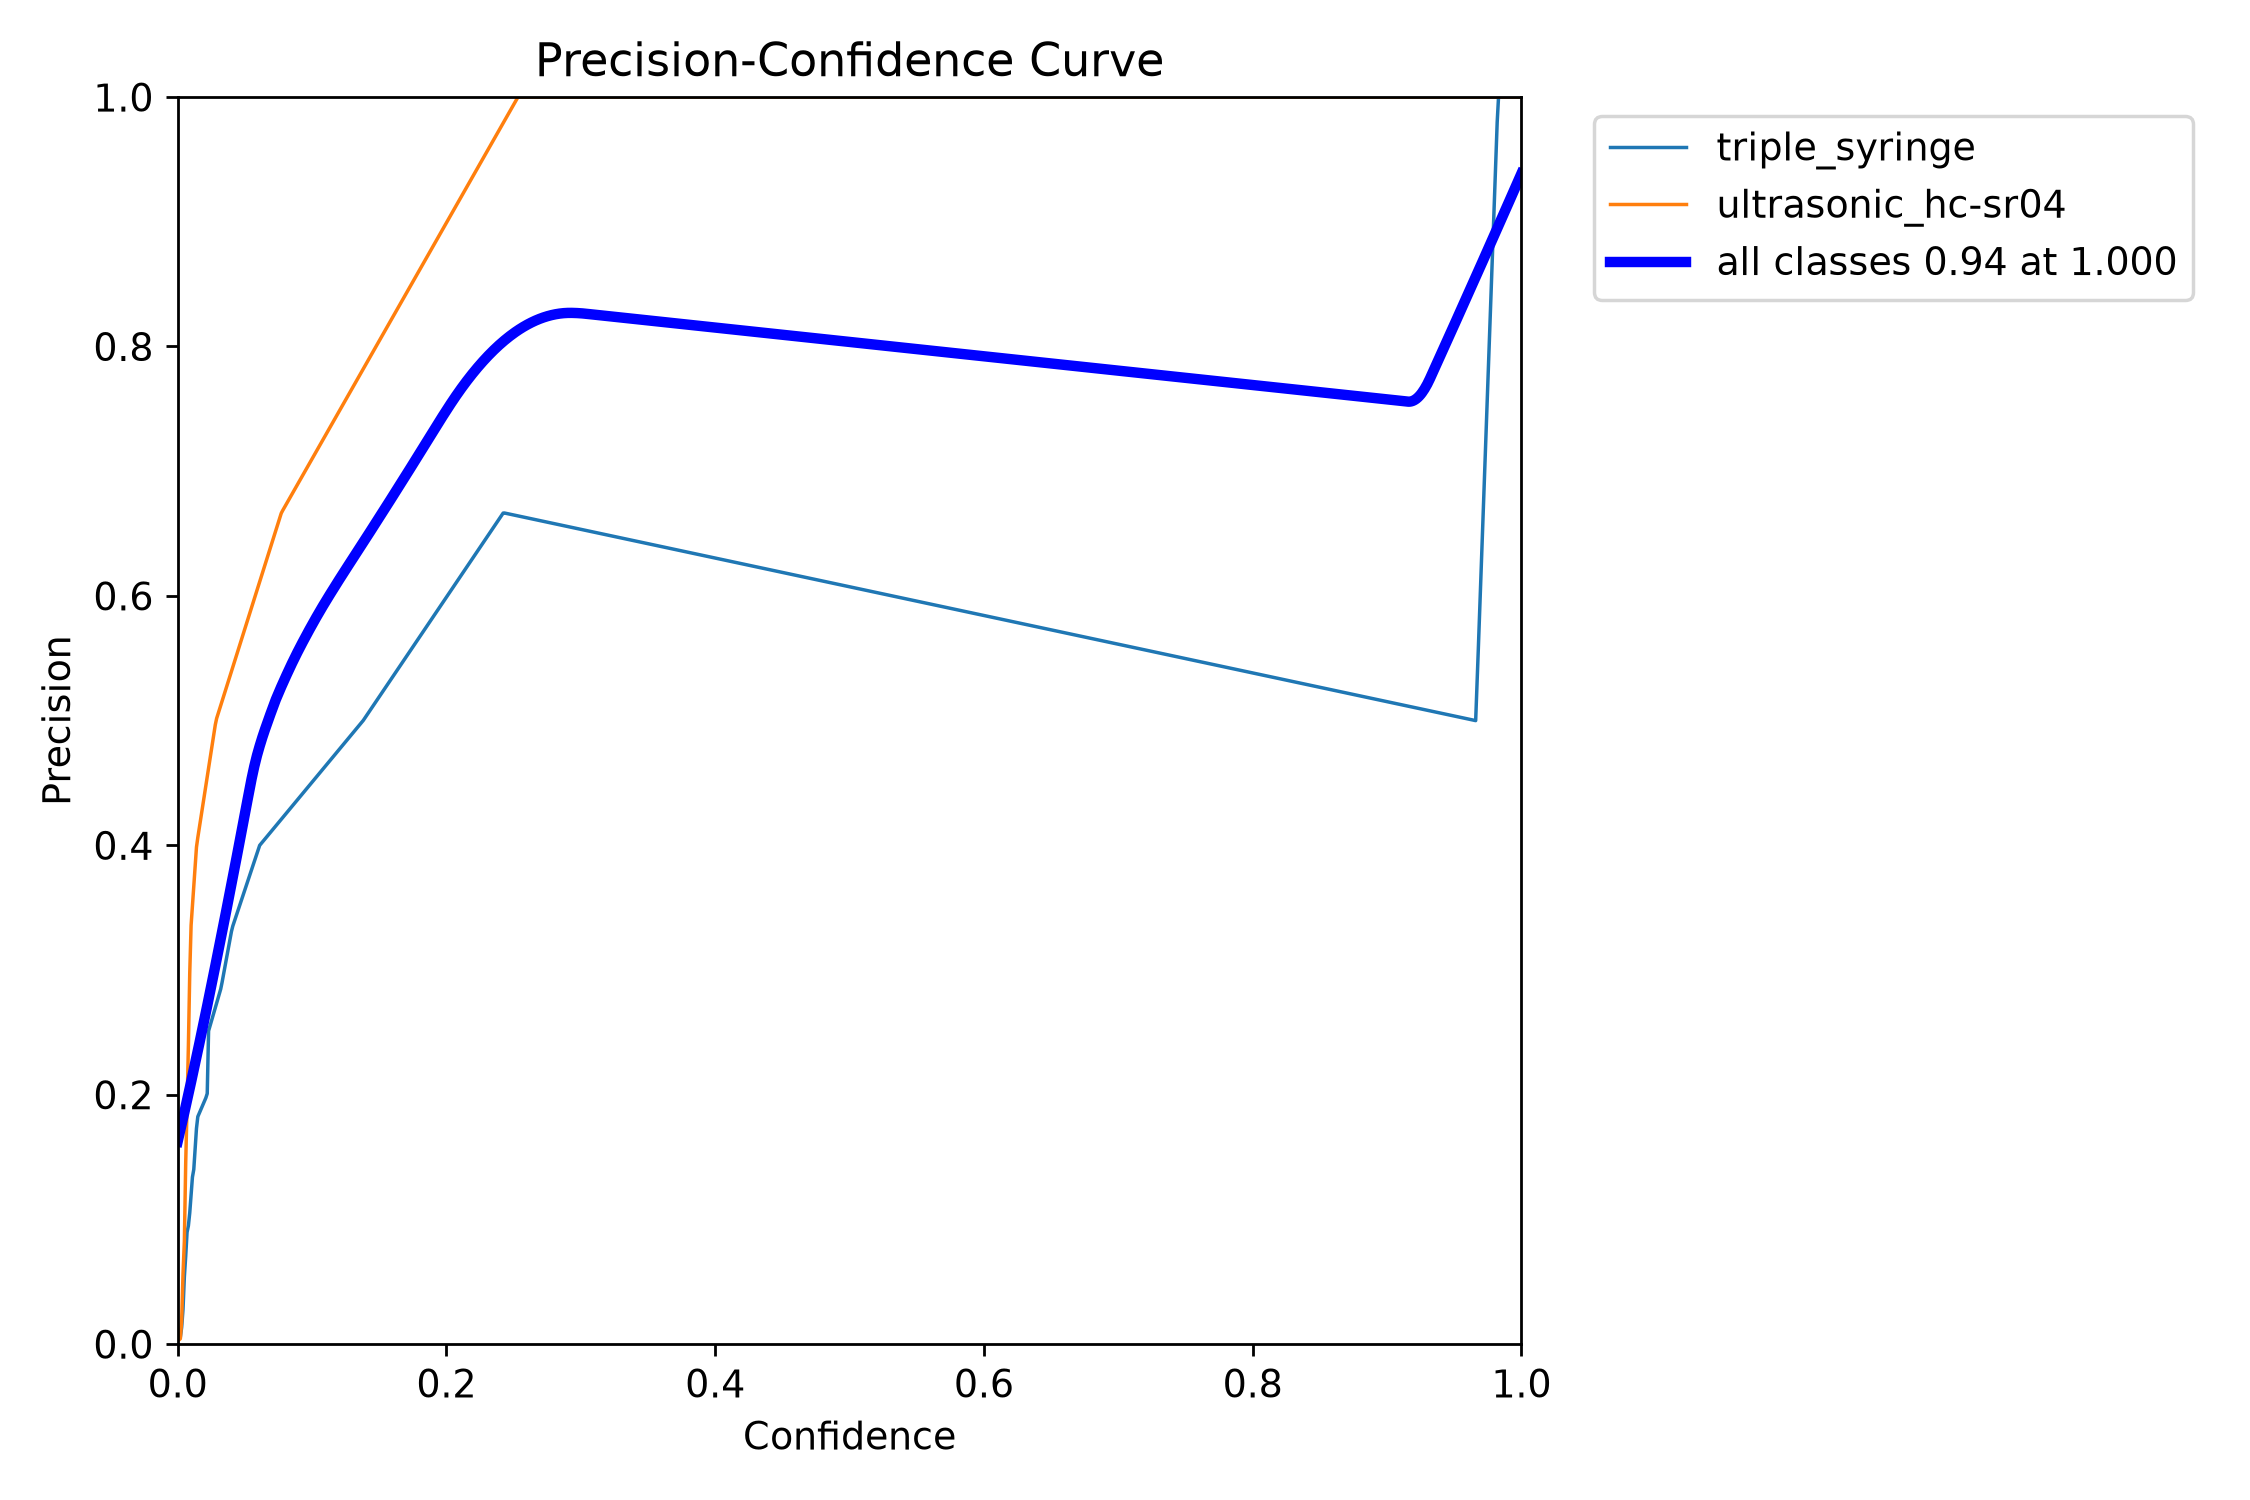 Precision-Confidence Curve
1.0
0.8
0.6
0.4
0.2
0.0
Precision
0.0 0.2 0.4 0.6 0.8 1.0
Confidence
triple_syringe
ultrasonic_hc-sr04
all classes 0.94 at 1.000